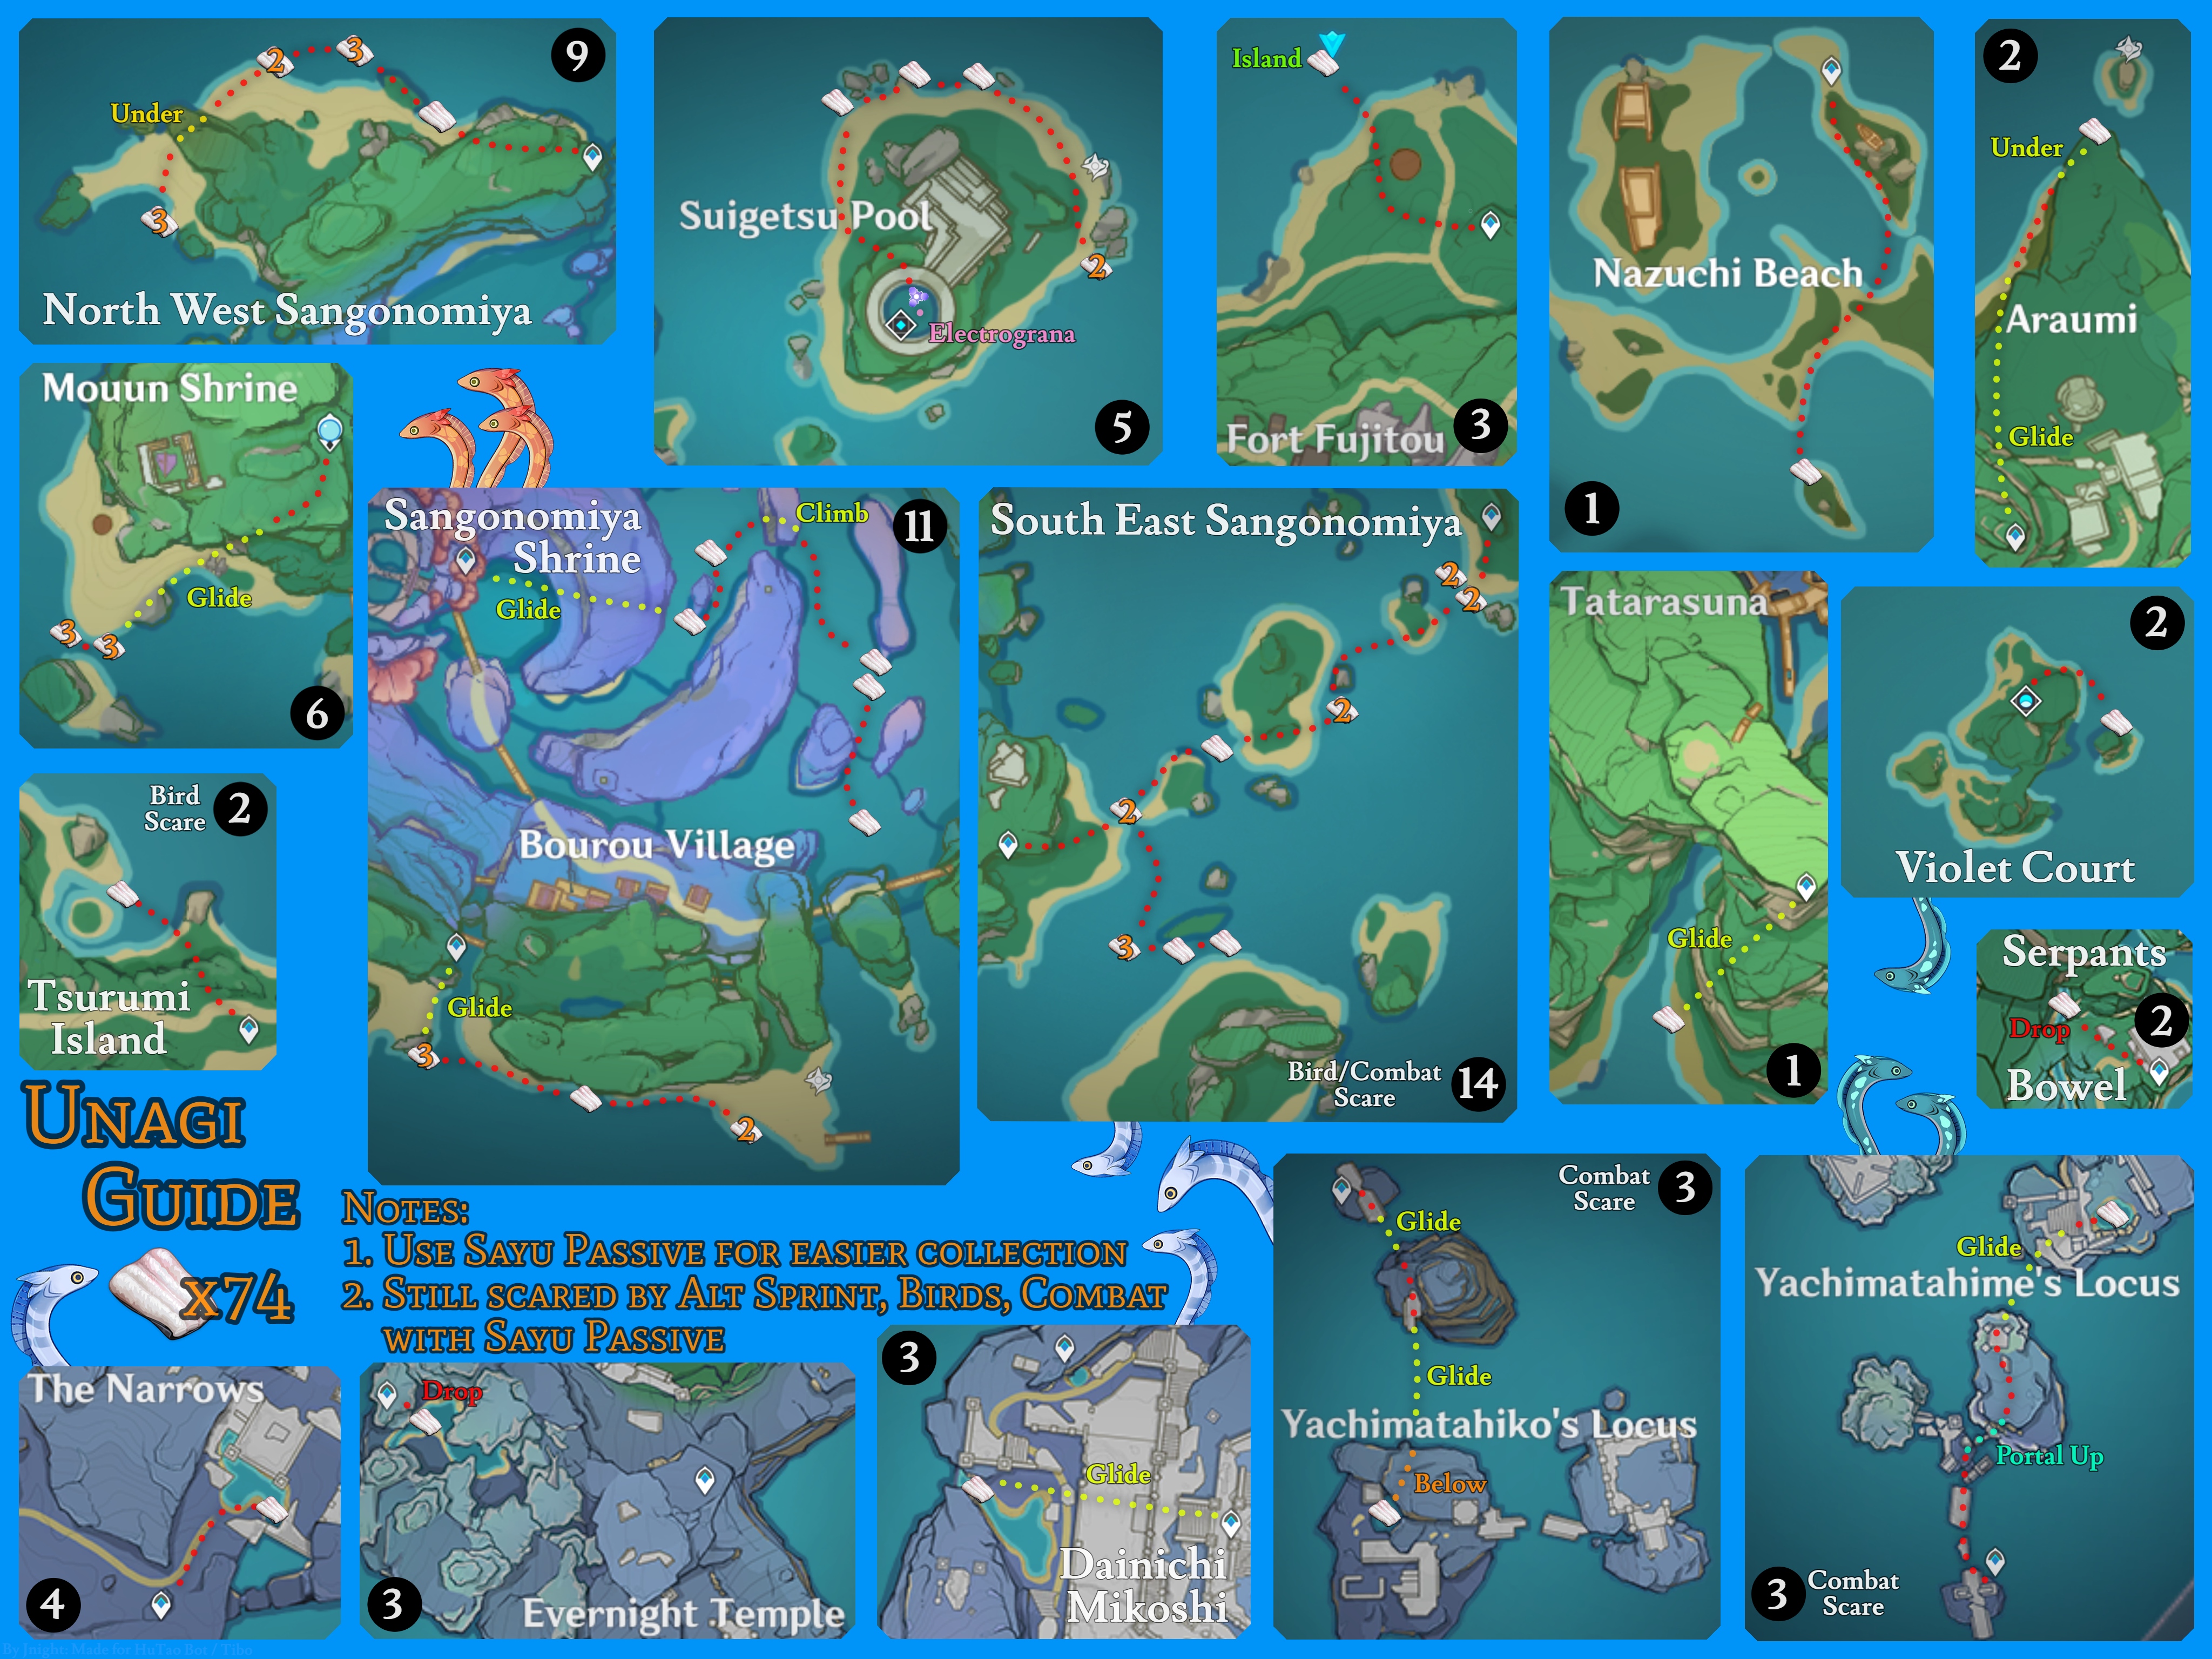 9
Under
2
3
3
North West Sangonomiya
Suigetsu Pool
2
Electrograna
5
Island
Fort Fujitou
3
Nazuchi Beach
1
2
Under
Araumi
Glide
Mouun Shrine
Glide
3
3
6
Sangonomiya
Shrine
Climb
11
Glide
Bourou Village
Glide
3
2
South East Sangonomiya
2
2
2
2
3
Bird/Combat
Scare
14
Tatarasuna
Glide
1
2
Violet Court
Bird
Scare
2
Tsurumi
Island
Serpants
Drop
2
Bowel
Unagi
Guide
x74
Notes:
1. Use Sayu Passive for easier collection
2. Still scared by Alt Sprint, Birds, Combat
with Sayu Passive
Combat
Scare
3
Glide
Glide
Yachimatahiko's Locus
Below
Glide
Yachimatahime's Locus
Portal Up
3
Combat
Scare
The Narrows
4
Drop
3
Evernight Temple
3
Glide
Dainichi
Mikoshi
By Jnight: Made for HuTao Bot / Tibo